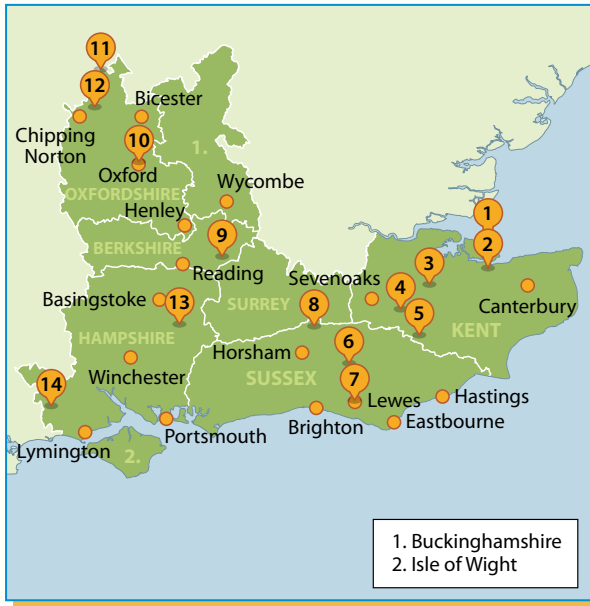 11
12
Bicester
Chipping
Norton
10
1.
Oxford
OXFORDSHIRE
Wycombe
Henley
1
9
2
BERKSHIRE
3
Reading
Sevenoaks
4
Basingstoke
13
SURREY
8
5
Canterbury
KENT
HAMPSHIRE
6
Horsham
SUSSEX
Winchester
7
14
Lewes
Hastings
Brighton
Eastbourne
Portsmouth
Lymington
2.
1. Buckinghamshire
2. Isle of Wight